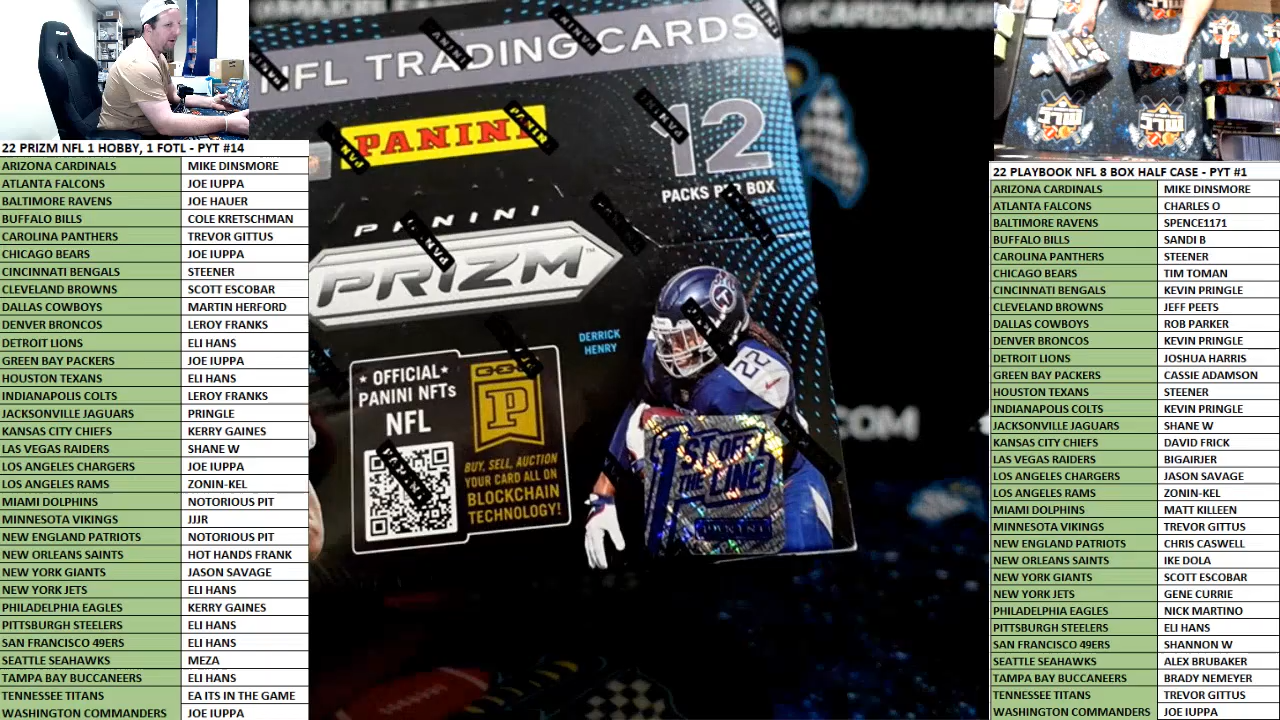 22 PRIZM NFL 1 HOBBY, 1 FOTL - PYT #14
ARIZONA CARDINALS MIKE DINSMORE
ATLANTA FALCONS JOE IUPPA
BALTIMORE RAVENS JOE HAUER
BUFFALO BILLS COLE KRETSCHMAN
CAROLINA PANTHERS TREVOR GITTUS
CHICAGO BEARS JOE IUPPA
CINCINNATI BENGALS STEENER
CLEVELAND BROWNS SCOTT ESCOBAR
DALLAS COWBOYS MARTIN HERFORD
DENVER BRONCOS LEROY FRANKS
DETROIT LIONS ELI HANS
GREEN BAY PACKERS JOE IUPPA
HOUSTON TEXANS ELI HANS
INDIANAPOLIS COLTS LEROY FRANKS
JACKSONVILLE JAGUARS PRINGLE
KANSAS CITY CHIEFS KERRY GAINES
LAS VEGAS RAIDERS SHANE W
LOS ANGELES CHARGERS JOE IUPPA
LOS ANGELES RAMS ZONIN-KEL
MIAMI DOLPHINS NOTORIOUS PIT
MINNESOTA VIKINGS JJJR
NEW ENGLAND PATRIOTS NOTORIOUS PIT
NEW ORLEANS SAINTS HOT HANDS FRANK
NEW YORK GIANTS JASON SAVAGE
NEW YORK JETS ELI HANS
PHILADELPHIA EAGLES KERRY GAINES
PITTSBURGH STEELERS ELI HANS
SAN FRANCISCO 49ERS ELI HANS
SEATTLE SEAHAWKS MEZA
TAMPA BAY BUCCANEERS ELI HANS
TENNESSEE TITANS EA ITS IN THE GAME
WASHINGTON COMMANDERS JOE IUPPA
NFL TRADING CARDS
PANINI
12
PACKS PER BOX
PANINI
PRIZM
DERRICK
HENRY
OFFICIAL
PANINI NFTs
NFL
P
BUY, SELL, AUCTION
YOUR CARD ALL ON
BLOCKCHAIN
TECHNOLOGY!
22
1ST OFF
THE LINE
COM
22 PLAYBOOK NFL 8 BOX HALF CASE - PYT #1
ARIZONA CARDINALS MIKE DINSMORE
ATLANTA FALCONS CHARLES O
BALTIMORE RAVENS SPENCE1171
BUFFALO BILLS SANDI B
CAROLINA PANTHERS STEENER
CHICAGO BEARS TIM TOMAN
CINCINNATI BENGALS KEVIN PRINGLE
CLEVELAND BROWNS JEFF PEETS
DALLAS COWBOYS ROB PARKER
DENVER BRONCOS KEVIN PRINGLE
DETROIT LIONS JOSHUA HARRIS
GREEN BAY PACKERS CASSIE ADAMSON
HOUSTON TEXANS STEENER
INDIANAPOLIS COLTS KEVIN PRINGLE
JACKSONVILLE JAGUARS SHANE W
KANSAS CITY CHIEFS DAVID FRICK
LAS VEGAS RAIDERS BIGAIRJER
LOS ANGELES CHARGERS JASON SAVAGE
LOS ANGELES RAMS ZONIN-KEL
MIAMI DOLPHINS MATT KILLEEN
MINNESOTA VIKINGS TREVOR GITTUS
NEW ENGLAND PATRIOTS CHRIS CASWELL
NEW ORLEANS SAINTS IKE DOLA
NEW YORK GIANTS SCOTT ESCOBAR
NEW YORK JETS GENE CURRIE
PHILADELPHIA EAGLES NICK MARTINO
PITTSBURGH STEELERS ELI HANS
SAN FRANCISCO 49ERS SHANNON W
SEATTLE SEAHAWKS ALEX BRUBAKER
TAMPA BAY BUCCANEERS BRADY NEMEYER
TENNESSEE TITANS TREVOR GITTUS
WASHINGTON COMMANDERS JOE IUPPA